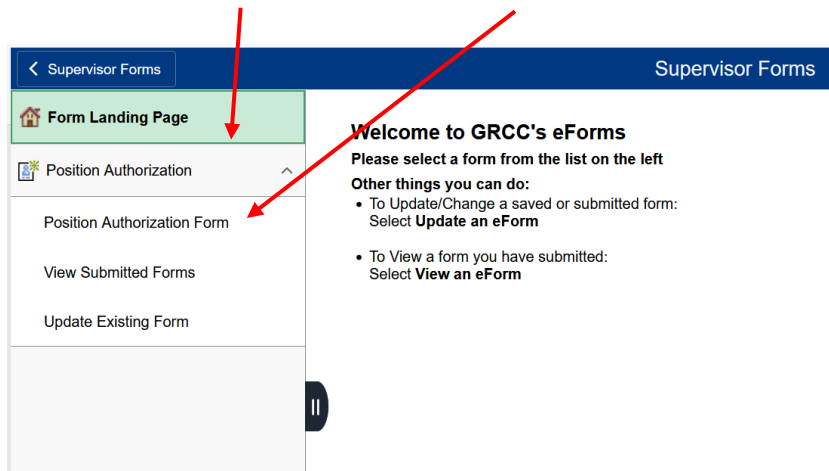 Supervisor Forms
Supervisor Forms
Form Landing Page
Position Authorization
Position Authorization Form
View Submitted Forms
Update Existing Form
Welcome to GRCC's eForms
Please select a form from the list on the left
Other things you can do:
• To Update/Change a saved or submitted form:
Select Update an eForm
• To View a form you have submitted:
Select View an eForm